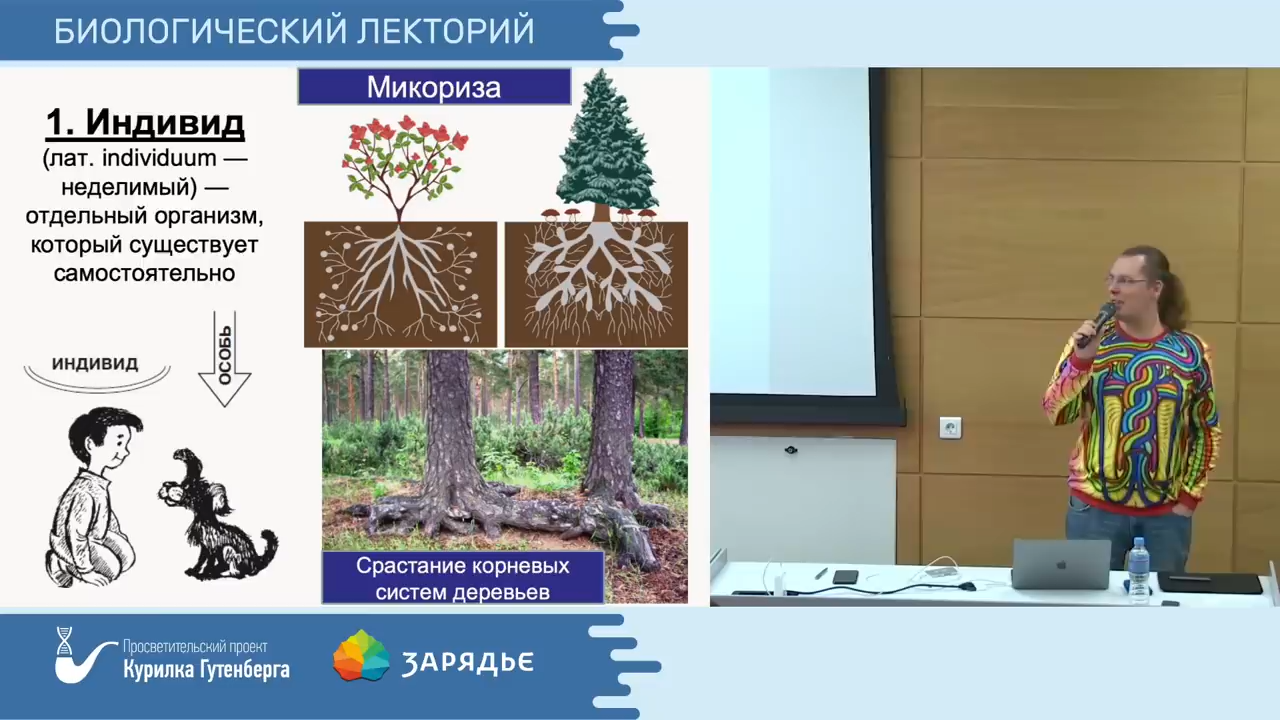 БИОЛОГИЧЕСКИЙ ЛЕКТОРИЙ
1. Индивид
(лат. individuum —
неделимый) —
отдельный организм,
который существует
самостоятельно
индивид
особь
Микориза
Срастание корневых
систем деревьев
Просветительский проект
Курилка Гутенберга
ЗАРЯДЬЕ